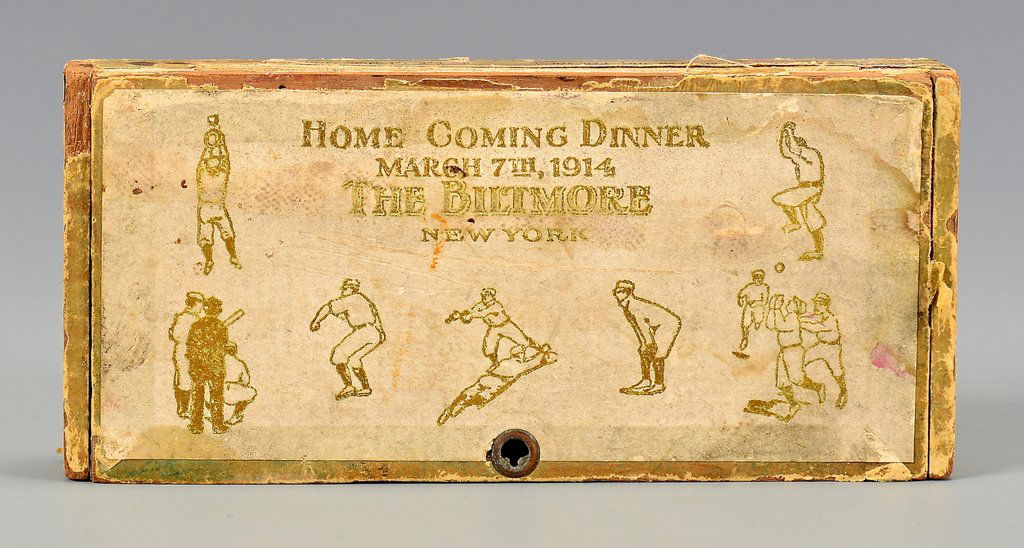 HOME COMING DINNER
MARCH 7TH, 1914
THE BILTMORE
NEW YORK